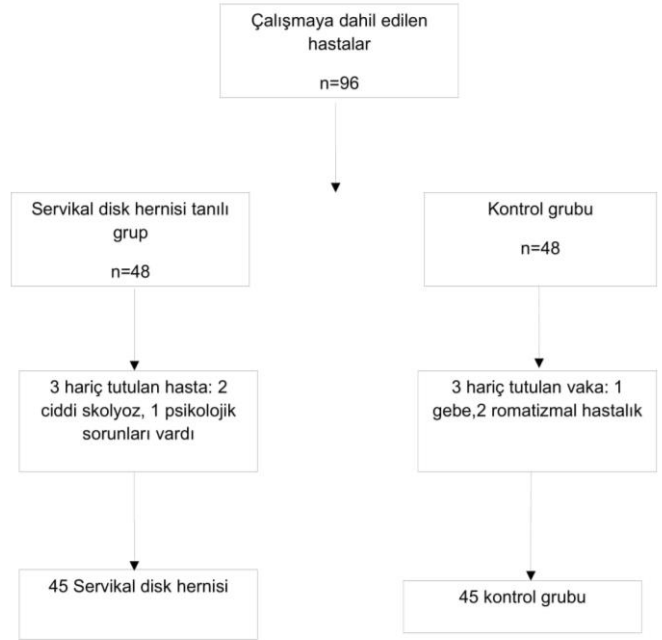 Çalışmaya dahil edilen
hastalar
n=96
Servikal disk hernisi tanılı
grup
n=48
Kontrol grubu
n=48
3 hariç tutulan hasta: 2
ciddi skolyoz, 1 psikolojik
sorunları vardı
3 hariç tutulan vaka: 1
gebe,2 romatizmal hastalık
45 Servikal disk hernisi
45 kontrol grubu